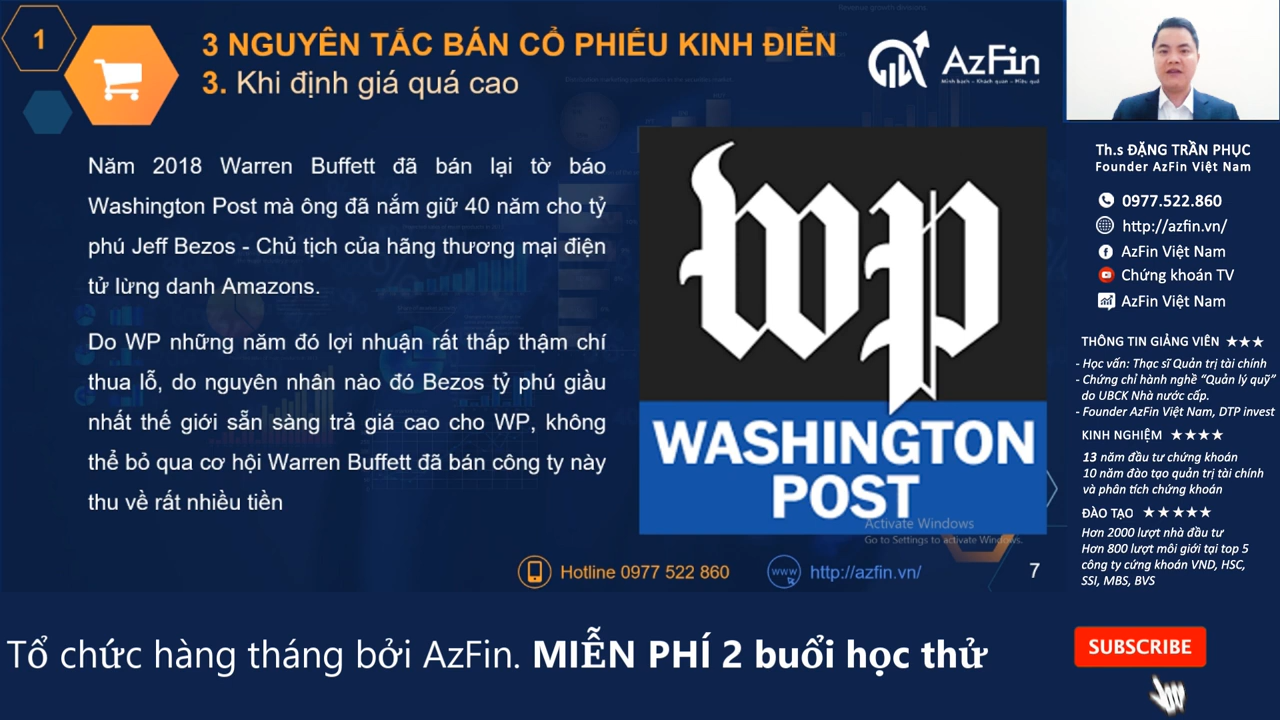 1
3 NGUYÊN TẮC BÁN CỔ PHIẾU KINH ĐIỂN
3. Khi định giá quá cao
AzFin
Minh bạch - Khách quan - Hiệu quả
Năm 2018 Warren Buffett đã bán lại tờ báo
Washington Post mà ông đã nắm giữ 40 năm cho tỷ
phú Jeff Bezos - Chủ tịch của hãng thương mại điện
tử lừng danh Amazons.
Do WP những năm đó lợi nhuận rất thấp thậm chí
thua lỗ, do nguyên nhân nào đó Bezos tỷ phú giầu
nhất thế giới sẵn sàng trả giá cao cho WP, không
thể bỏ qua cơ hội Warren Buffett đã bán công ty này
thu về rất nhiều tiền
wp
WASHINGTON
POST
Activate Windows
Go to Settings to activate Windows.
Hotline 0977 522 860
www
http://azfin.vn/
7
Th.s ĐẶNG TRẦN PHỤC
Founder AzFin Việt Nam
0977.522.860
http://azfin.vn/
AzFin Việt Nam
Chứng khoán TV
AzFin Việt Nam
THÔNG TIN GIẢNG VIÊN ★★★
- Học vấn: Thạc sĩ Quản trị tài chính
- Chứng chỉ hành nghề “Quản lý quỹ”
do UBCK Nhà nước cấp.
- Founder AzFin Việt Nam, DTP invest
KINH NGHIỆM ★★★★
13 năm đầu tư chứng khoán
10 năm đào tạo quản trị tài chính
và phân tích chứng khoán
ĐÀO TẠO ★★★★★
Hơn 2000 lượt nhà đầu tư
Hơn 800 lượt môi giới tại top 5
công ty cứng khoán VND, HSC,
SSI, MBS, BVS
Tổ chức hàng tháng bởi AzFin. MIỄN PHÍ 2 buổi học thử
SUBSCRIBE